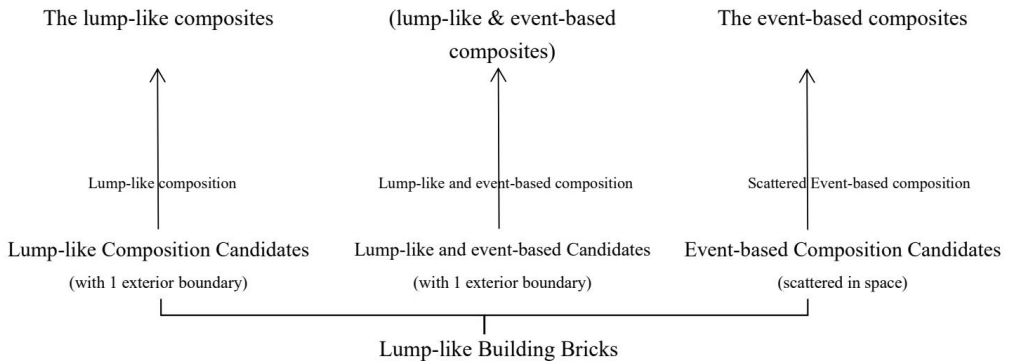 The lump-like composites
(lump-like & event-based
composites)
The event-based composites
Lump-like composition
Lump-like and event-based composition
Scattered Event-based composition
Lump-like Composition Candidates
(with 1 exterior boundary)
Lump-like and event-based Candidates
(with 1 exterior boundary)
Event-based Composition Candidates
(scattered in space)
Lump-like Building Bricks